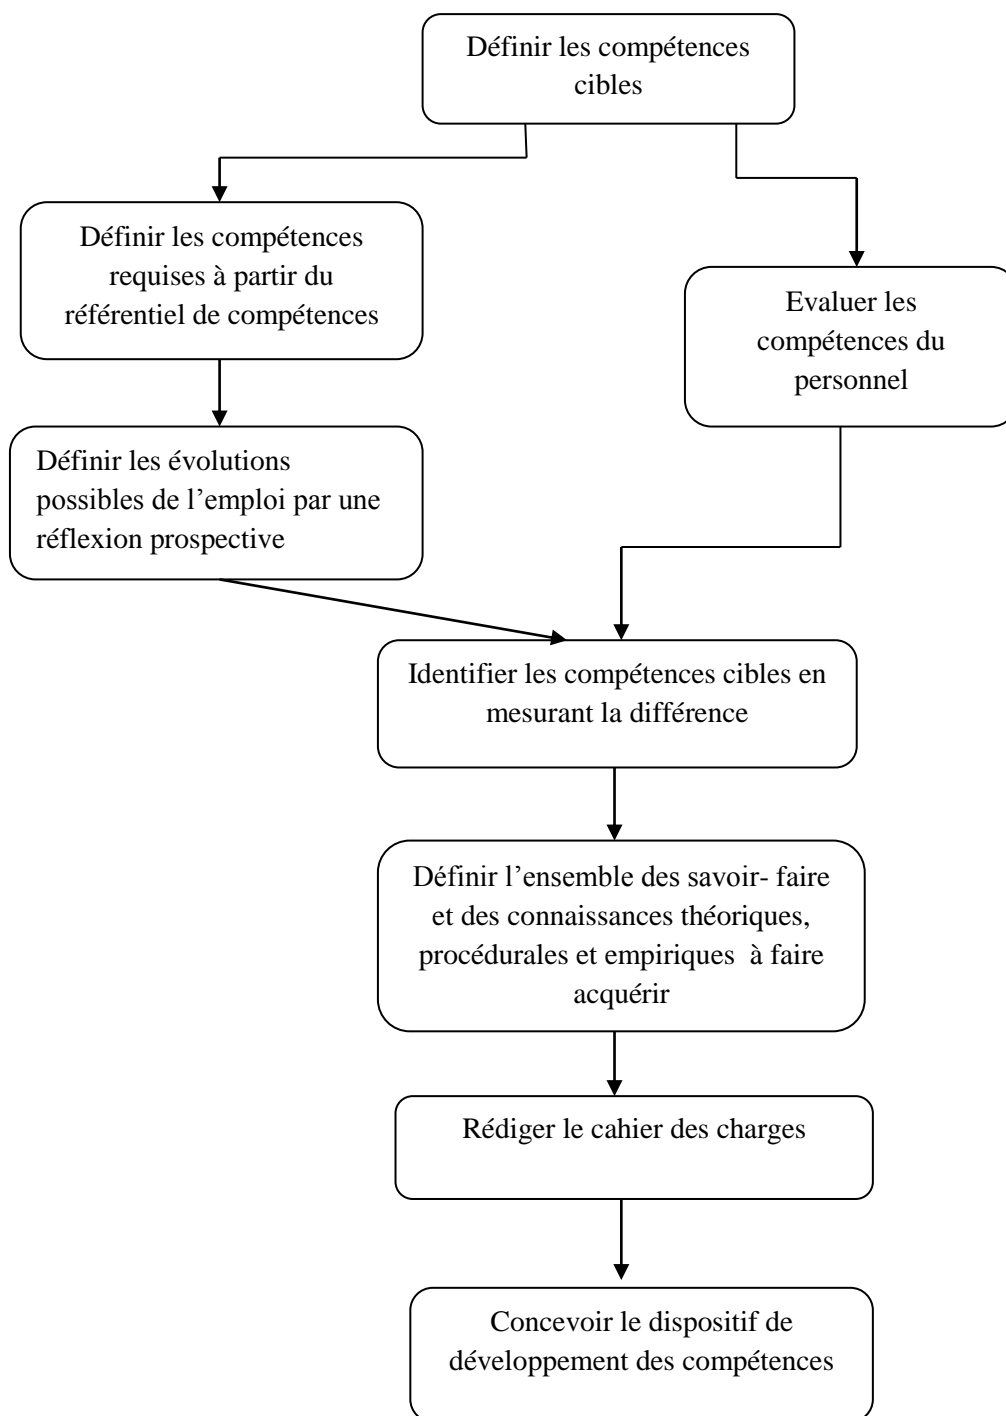 Définir les compétences
cibles
Définir les compétences
requises à partir du
référentiel de compétences
Evaluer les
compétences du
personnel
Définir les évolutions
possibles de l’emploi par une
réflexion prospective
Identifier les compétences cibles en
mesurant la différence
Définir l’ensemble des savoir- faire
et des connaissances théoriques,
procédurales et empiriques  à faire
acquérir
Rédiger le cahier des charges
Concevoir le dispositif de
développement des compétences